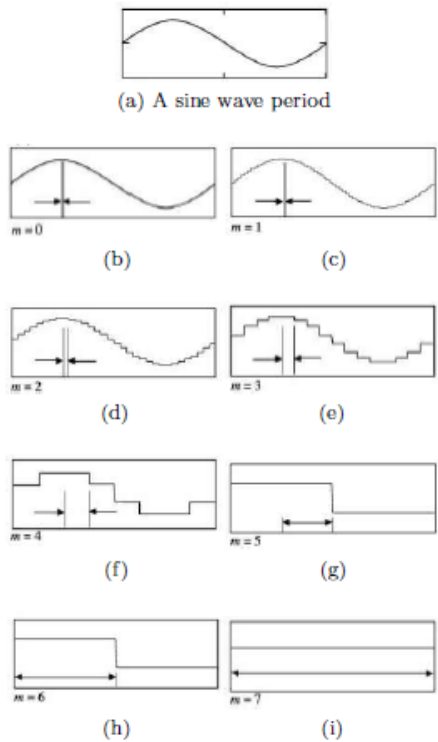 (a) A sine wave period
m = 0
m = 1
(b)
(c)
m = 2
m = 3
(d)
(e)
m = 4
m = 5
(f)
(g)
m = 6
m = 7
(h)
(i)